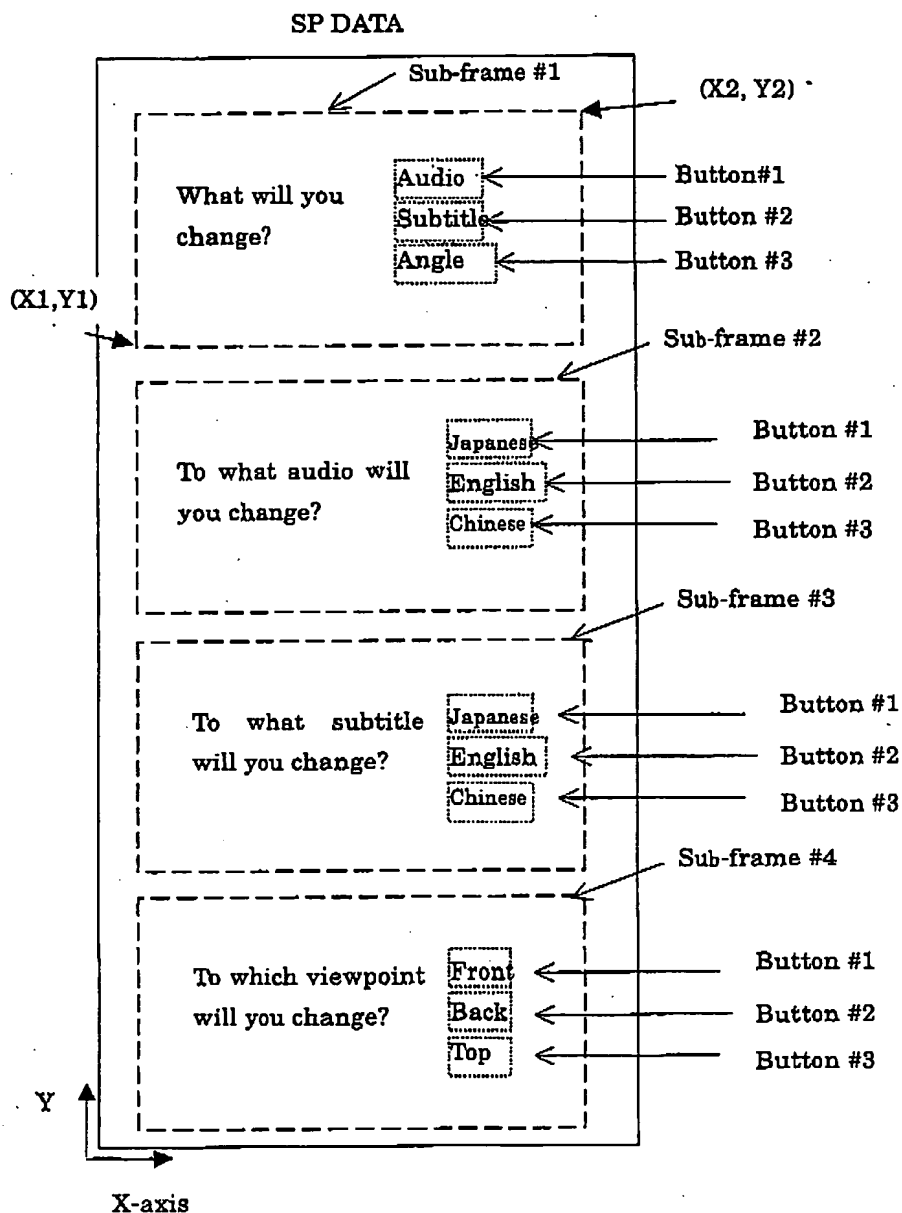 SP DATA
Sub-frame #1
(X2, Y2)
What will you
change?
Audio
Button#1
Subtitle
Button #2
Angle
Button #3
(X1,Y1)
Sub-frame #2
To what audio will
you change?
Japanese
Button #1
English
Button #2
Chinese
Button #3
Sub-frame #3
To what subtitle
will you change?
Japanese
Button #1
English
Button #2
Chinese
Button #3
Sub-frame #4
To which viewpoint
will you change?
Front
Button #1
Back
Button #2
Top
Button #3
Y
X-axis